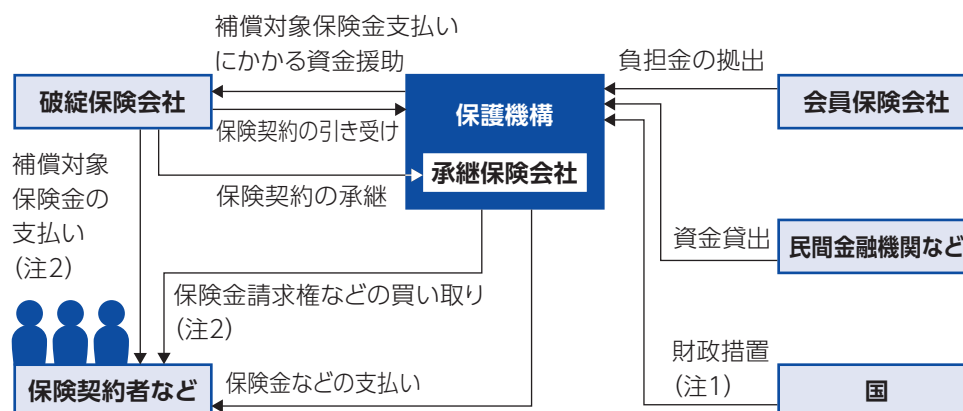 補償対象保険金支払い
にかかる資金援助
負担金の拠出
破綻保険会社
保護機構
会員保険会社
保険契約の引き受け
補償対象
保険金の
支払い
(注2)
承継保険会社
保険契約の承継
資金貸出
民間金融機関など
保険金請求権などの買い取り
(注2)
財政措置
(注1)
保険契約者など
保険金などの支払い
国